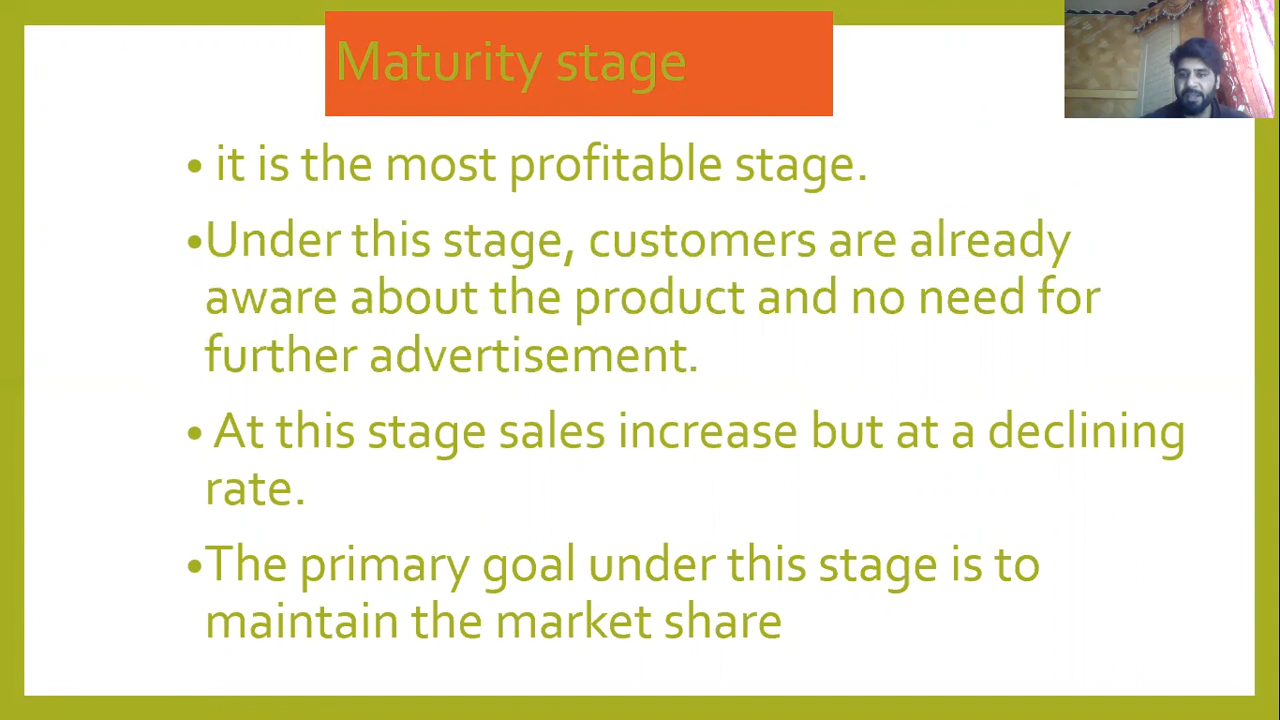 Maturity stage
• it is the most profitable stage.
•Under this stage, customers are already
aware about the product and no need for
further advertisement.
• At this stage sales increase but at a declining
rate.
•The primary goal under this stage is to
maintain the market share